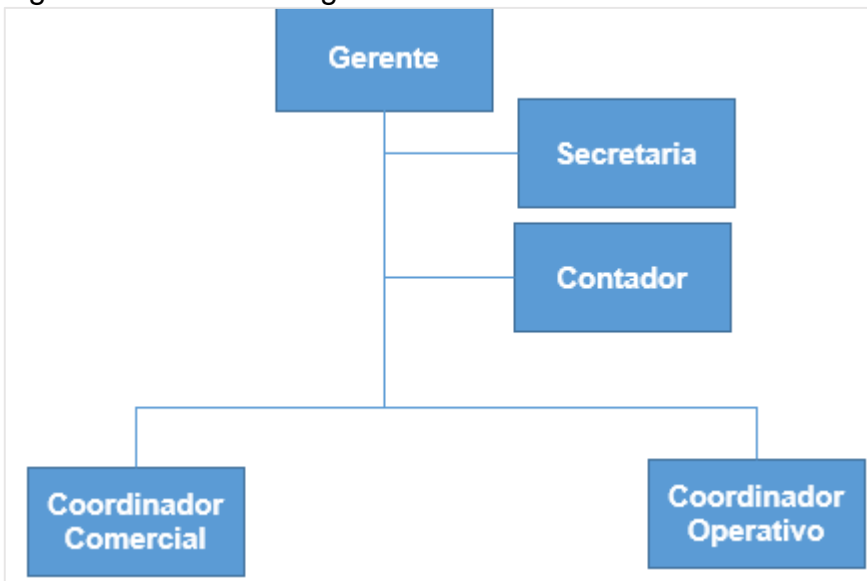 Gerente
Secretaria
Contador
Coordinador
Comercial
Coordinador
Operativo